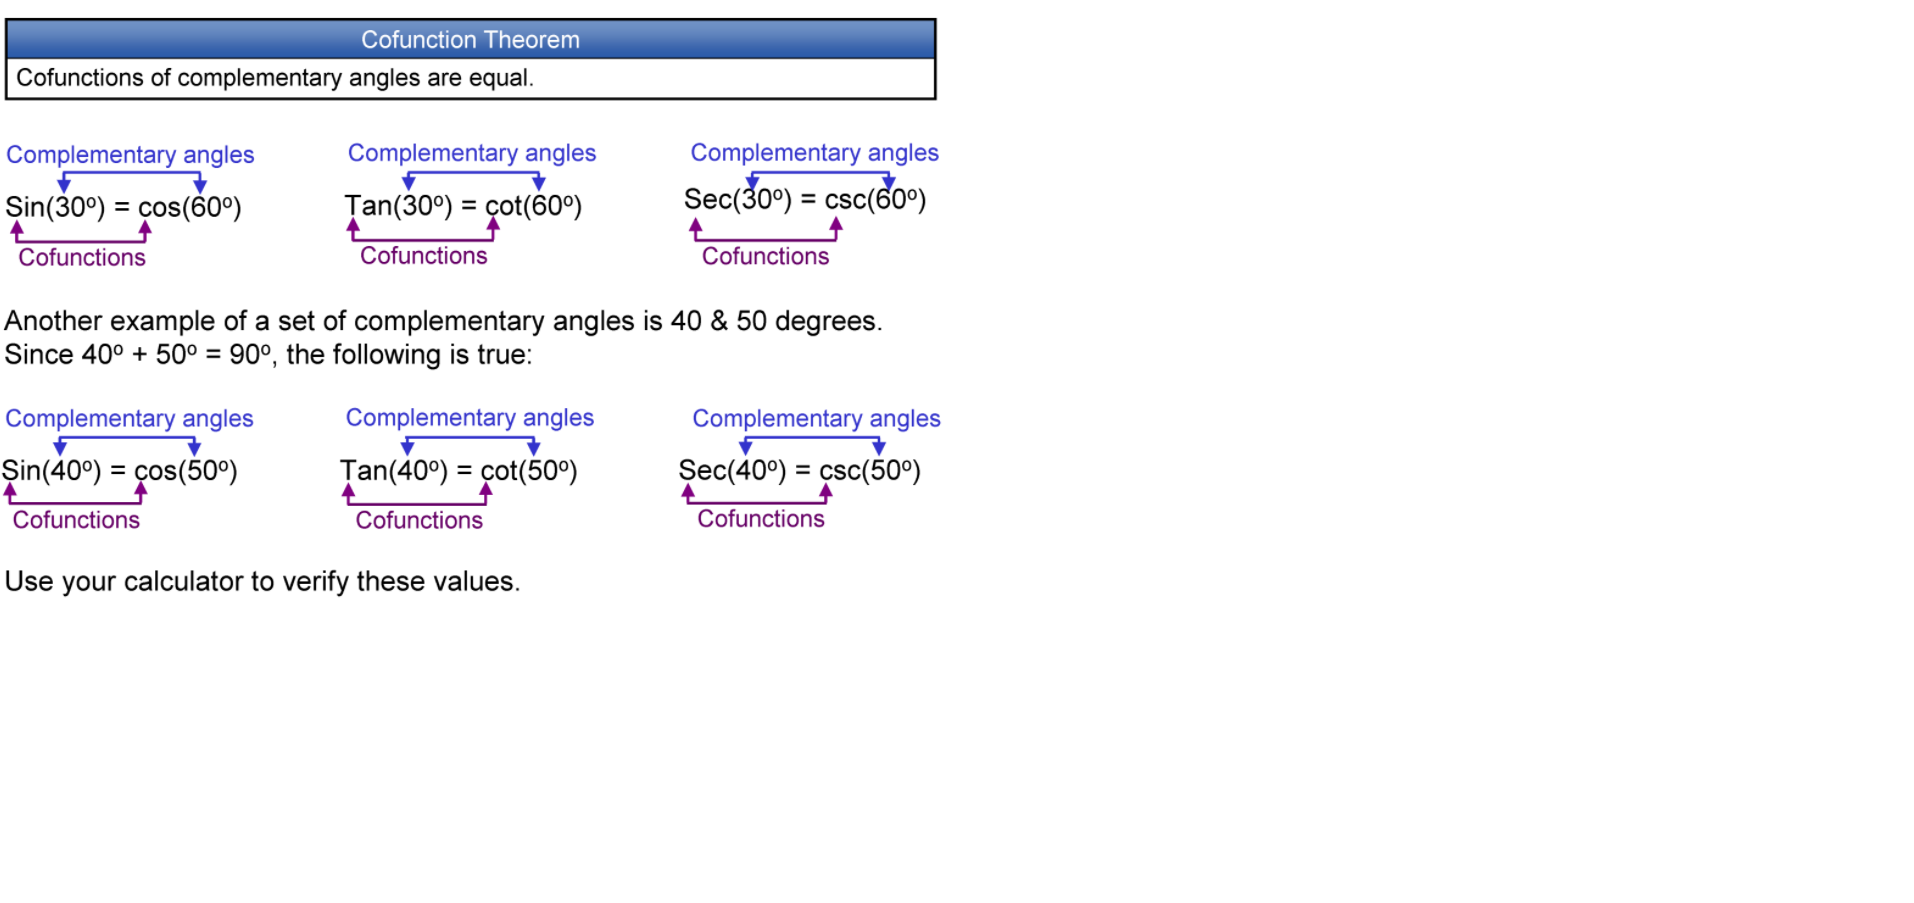 Cofunction Theorem
Cofunctions of complementary angles are equal.
Complementary angles Complementary angles Complementary angles
Sin(30º) = cos(60º) Tan(30º) = cot(60º) Sec(30º) = csc(60º)
Cofunctions Cofunctions Cofunctions
Another example of a set of complementary angles is 40 & 50 degrees.
Since 40º + 50º = 90º, the following is true:
Complementary angles Complementary angles Complementary angles
Sin(40º) = cos(50º) Tan(40º) = cot(50º) Sec(40º) = csc(50º)
Cofunctions Cofunctions Cofunctions
Use your calculator to verify these values.